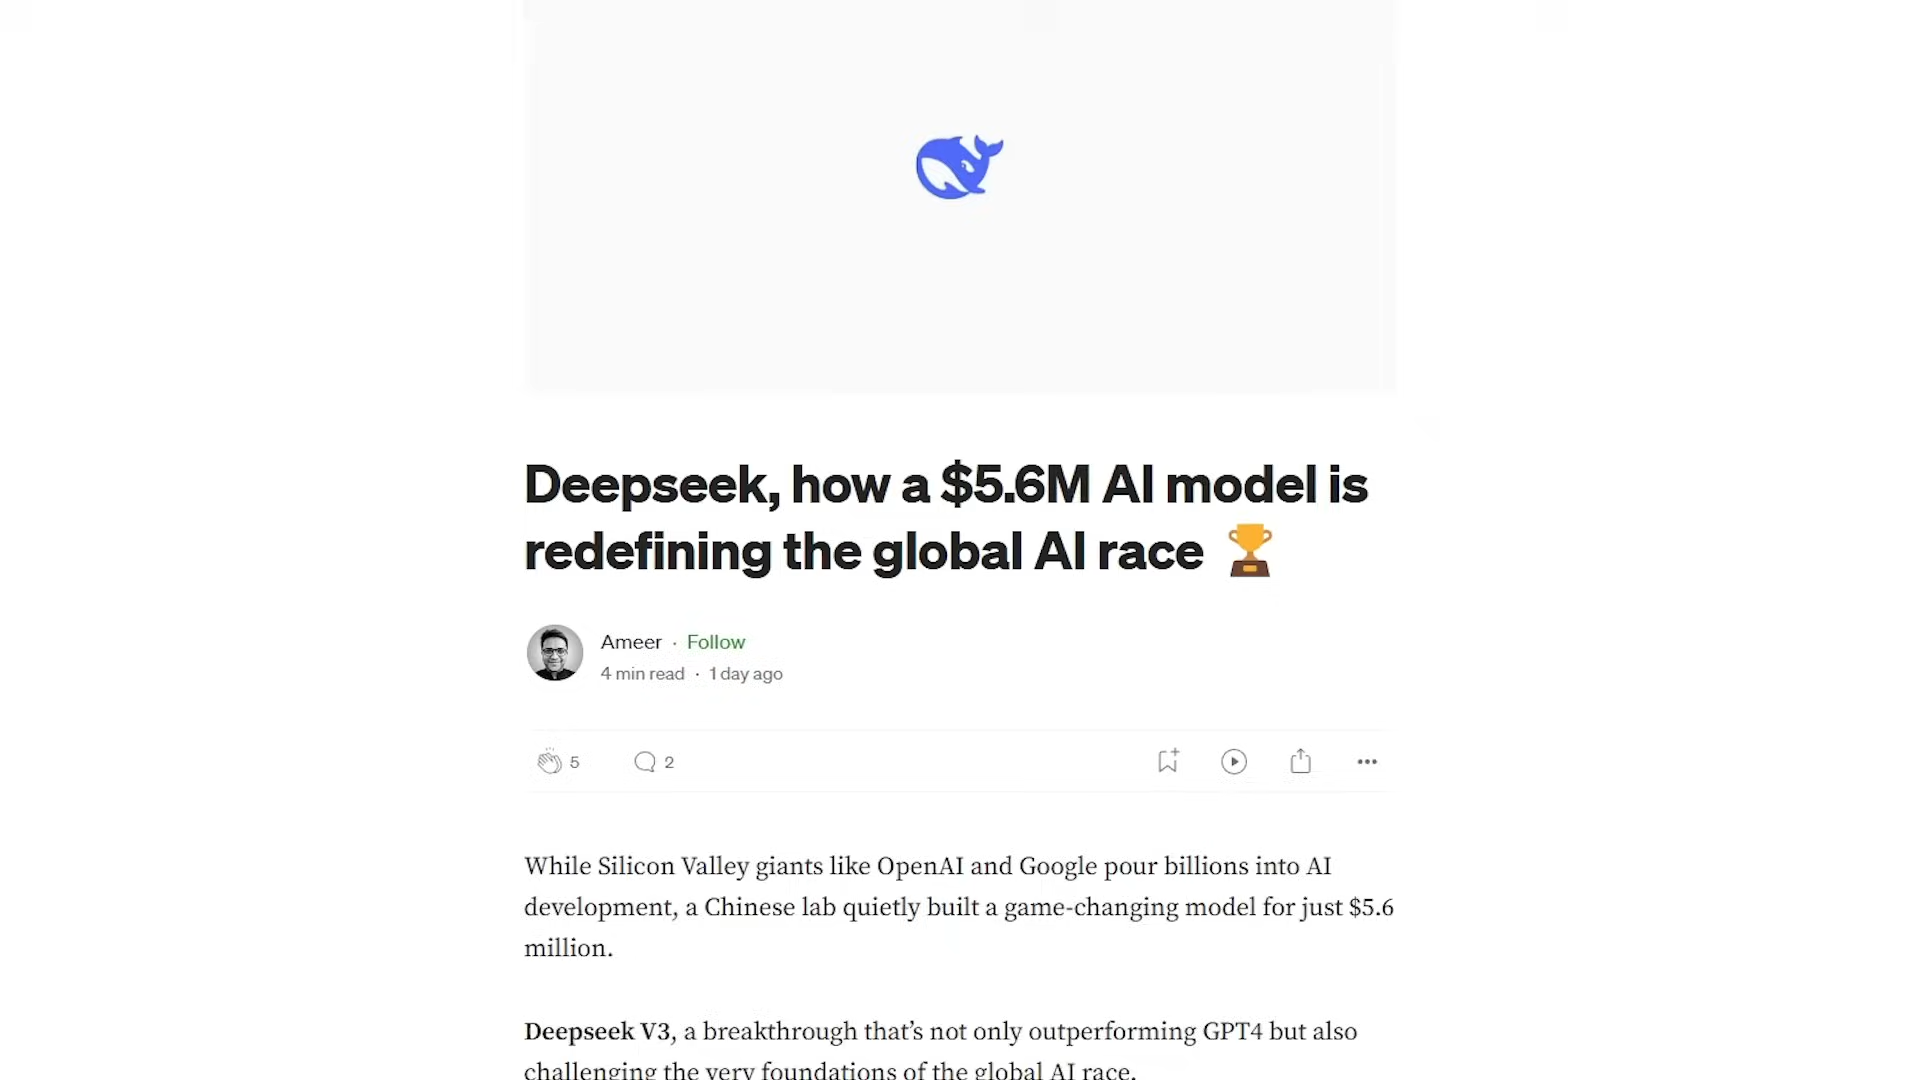 Deepseek, how a $5.6M AI model is
redefining the global AI race 🏆
Ameer · Follow
4 min read · 1 day ago
5 2
While Silicon Valley giants like OpenAI and Google pour billions into AI
development, a Chinese lab quietly built a game-changing model for just $5.6
million.
Deepseek V3, a breakthrough that’s not only outperforming GPT4 but also
challenging the very foundations of the global AI race.